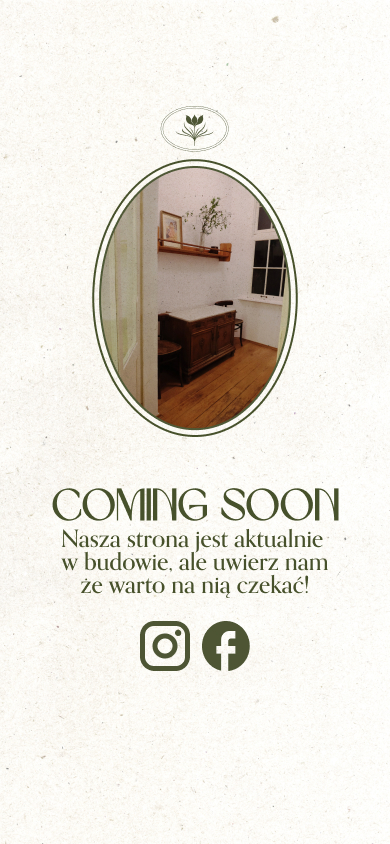 COMING SOON
Nasza strona jest aktualnie
w budowie, ale uwierz nam
że warto na nią czekać!